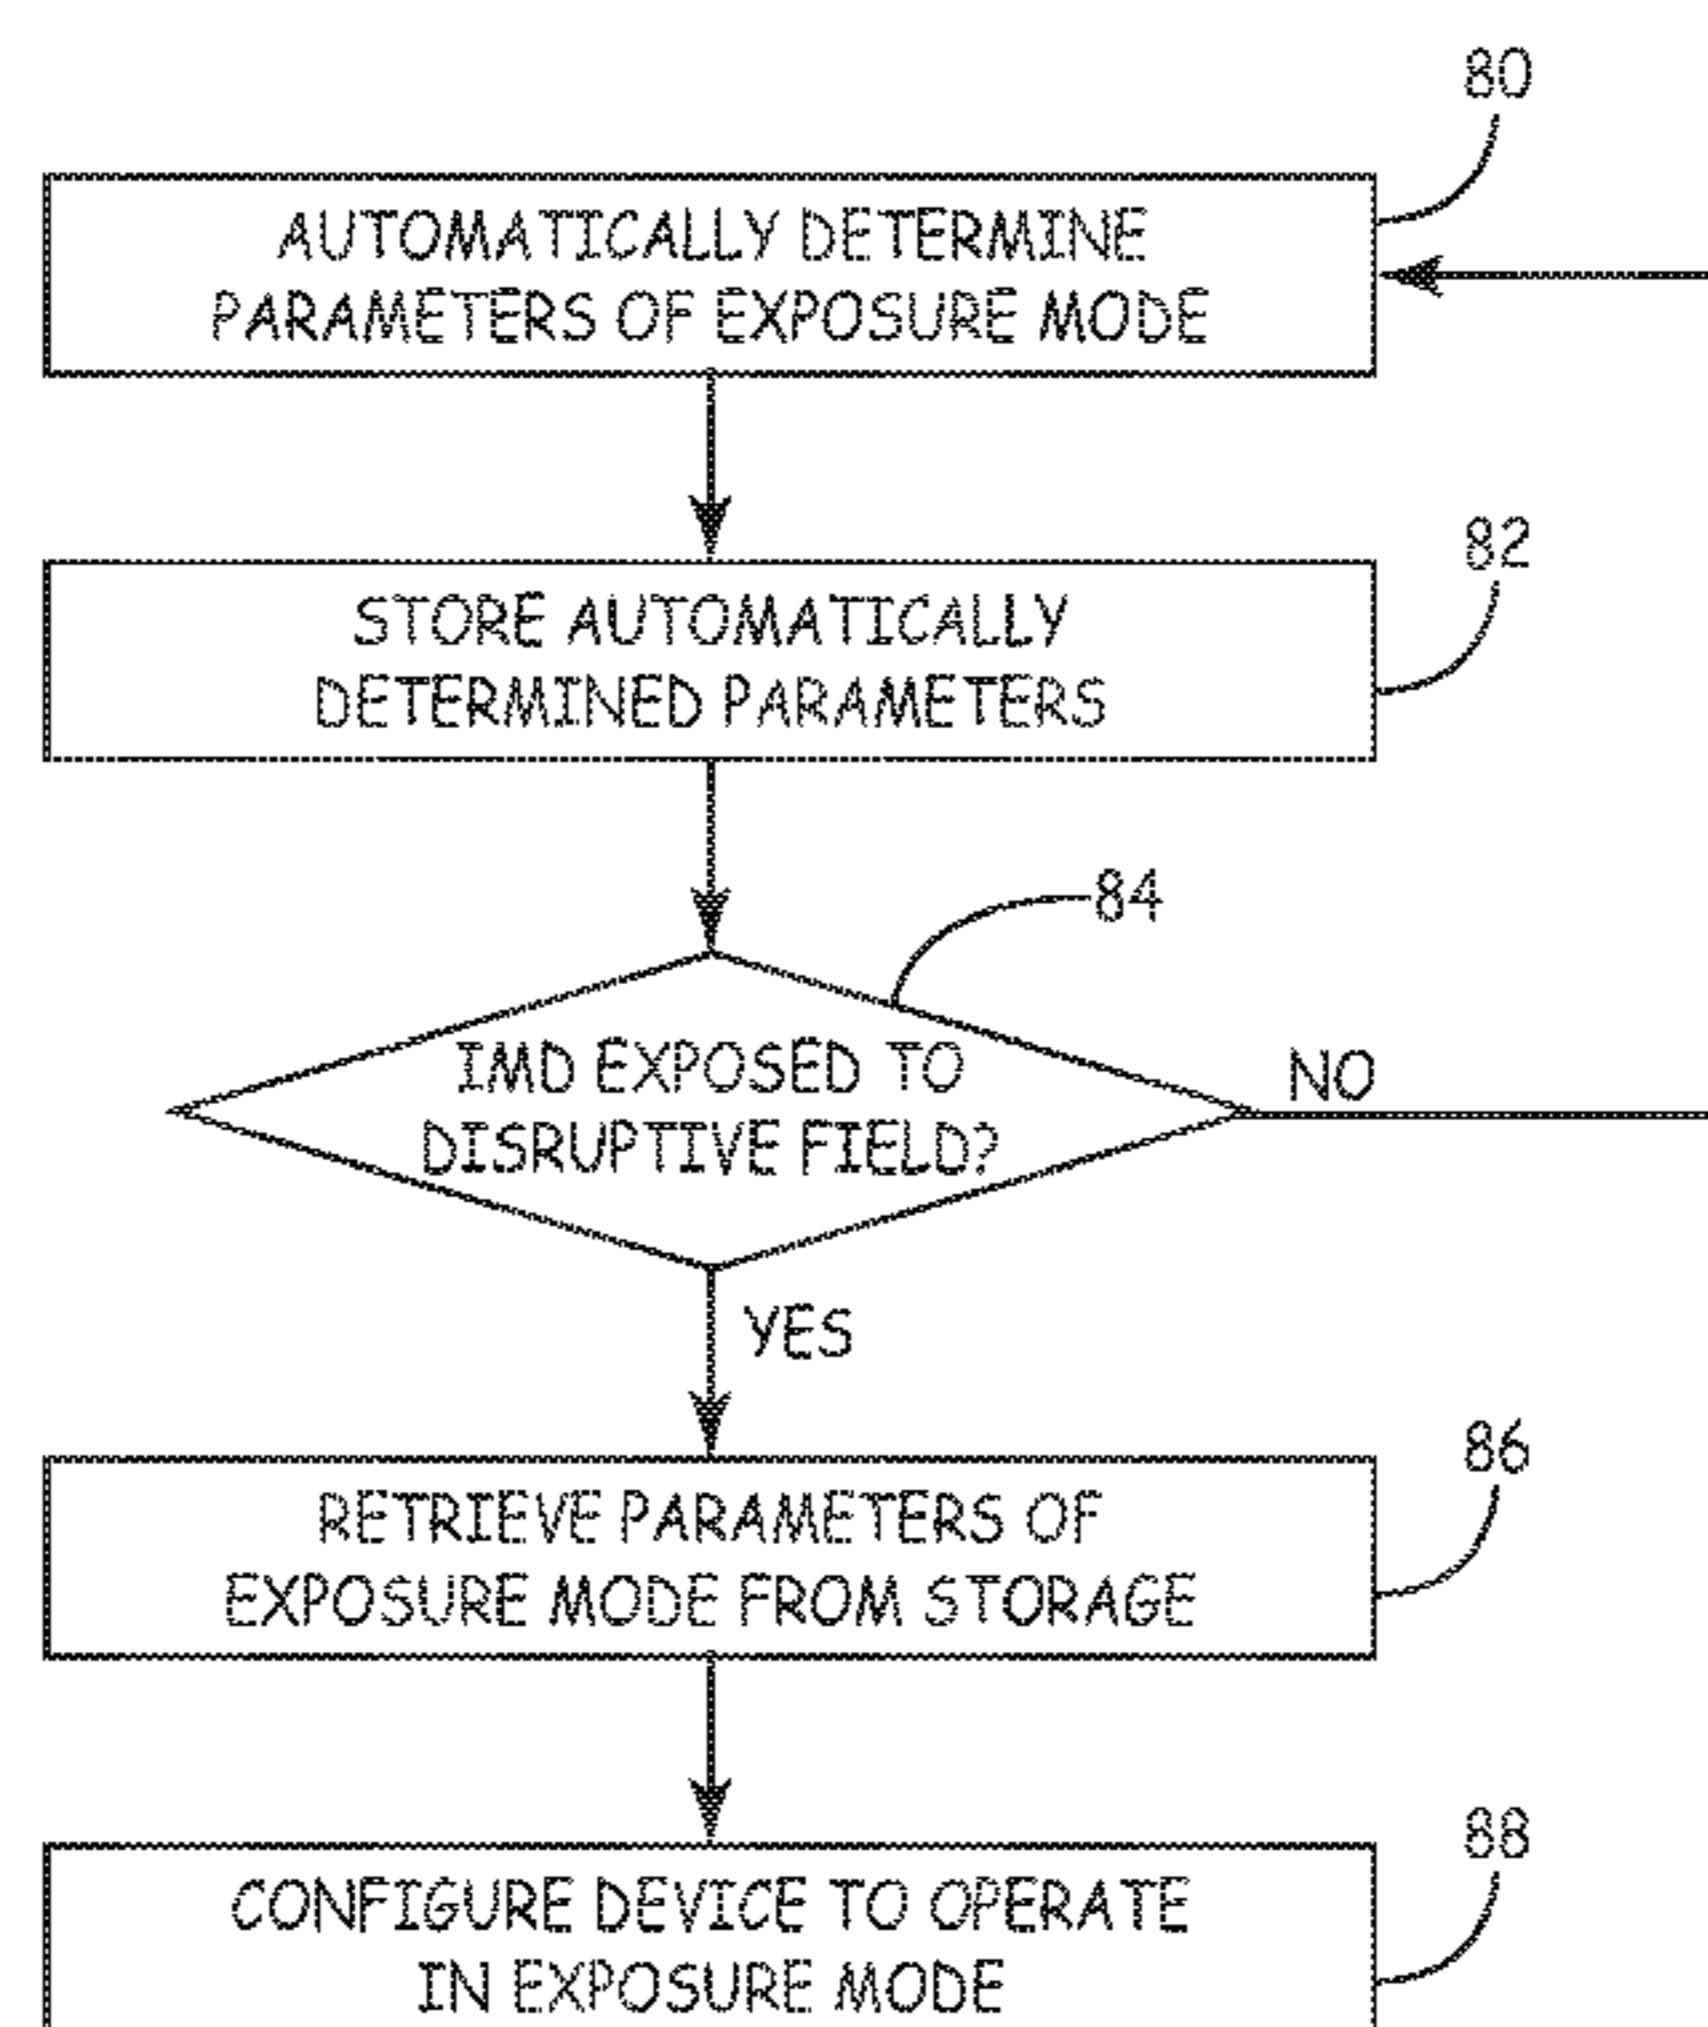 80
AUTOMATICALLY DETERMINE
PARAMETERS OF EXPOSURE MODE
82
STORE AUTOMATICALLY
DETERMINED PARAMETERS
84
IMD EXPOSED TO
DISRUPTIVE FIELD?
NO
YES
86
RETRIEVE PARAMETERS OF
EXPOSURE MODE FROM STORAGE
88
CONFIGURE DEVICE TO OPERATE
IN EXPOSURE MODE